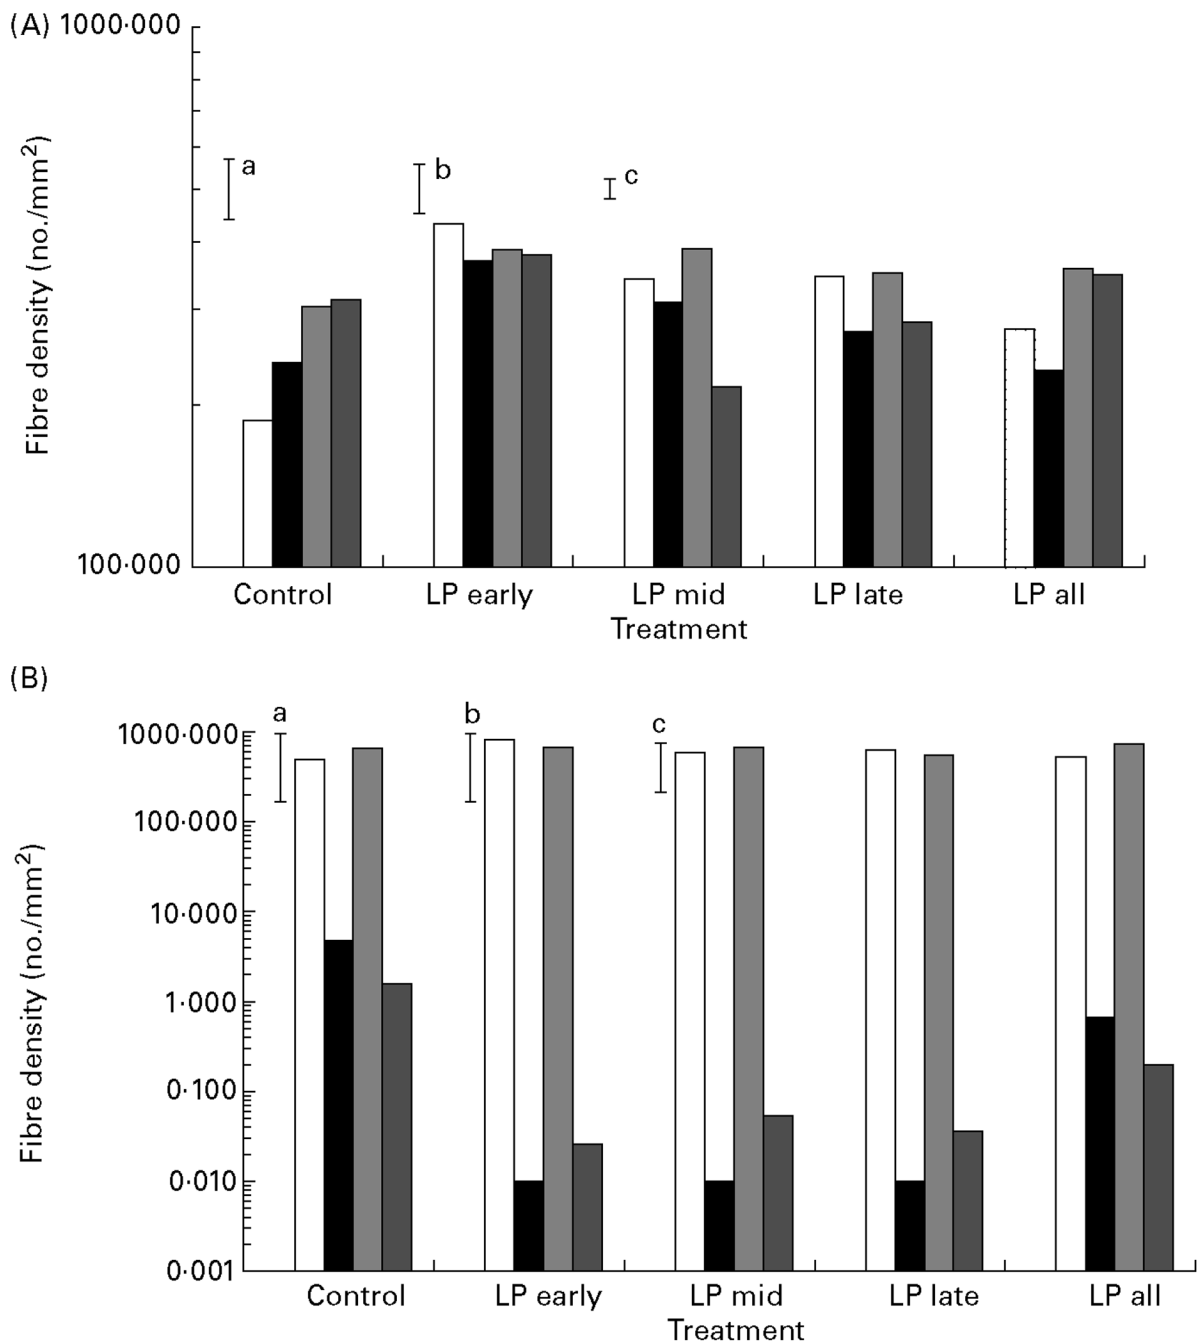 (A)
1000·000
Fibre density (no./mm²)
a
b
c
100·000
Control
LP early
LP mid
LP late
LP all
Treatment
(B)
a
b
c
1000·000
100·000
10·000
1·000
0·100
0·010
0·001
Fibre density (no./mm²)
Control
LP early
LP mid
LP late
LP all
Treatment